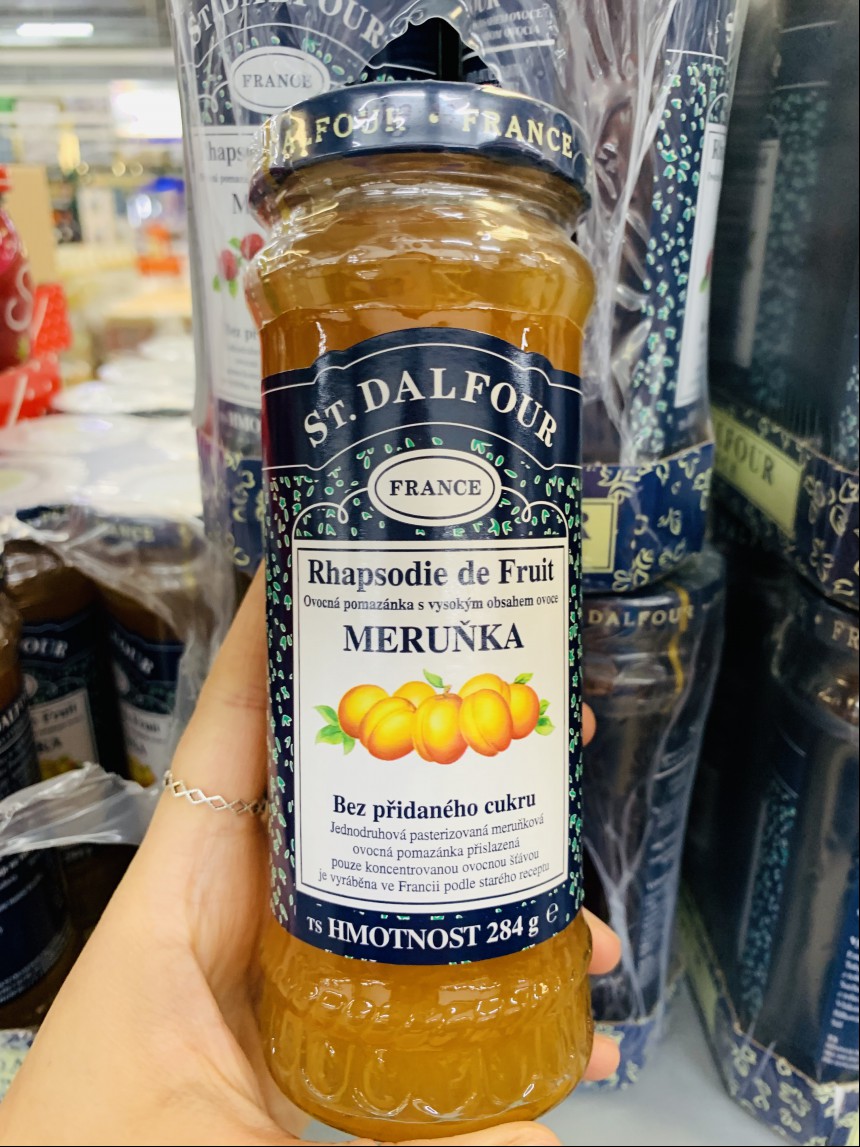 ST. DALFOUR
FRANCE
ALFOUR • FRANCE
ST. DALFOUR
FRANCE
Rhapsodie de Fruit
Ovocná pomazánka s vysokým obsahem ovoce
MERUŇKA
Bez přidaného cukru
Jednodruhová pasterizovaná meruňková
ovocná pomazánka přislazená
pouze koncentrovanou ovocnou šťávou
je vyráběna ve Francii podle starého receptu
TS HMOTNOST 284 g ℮
DALFOUR